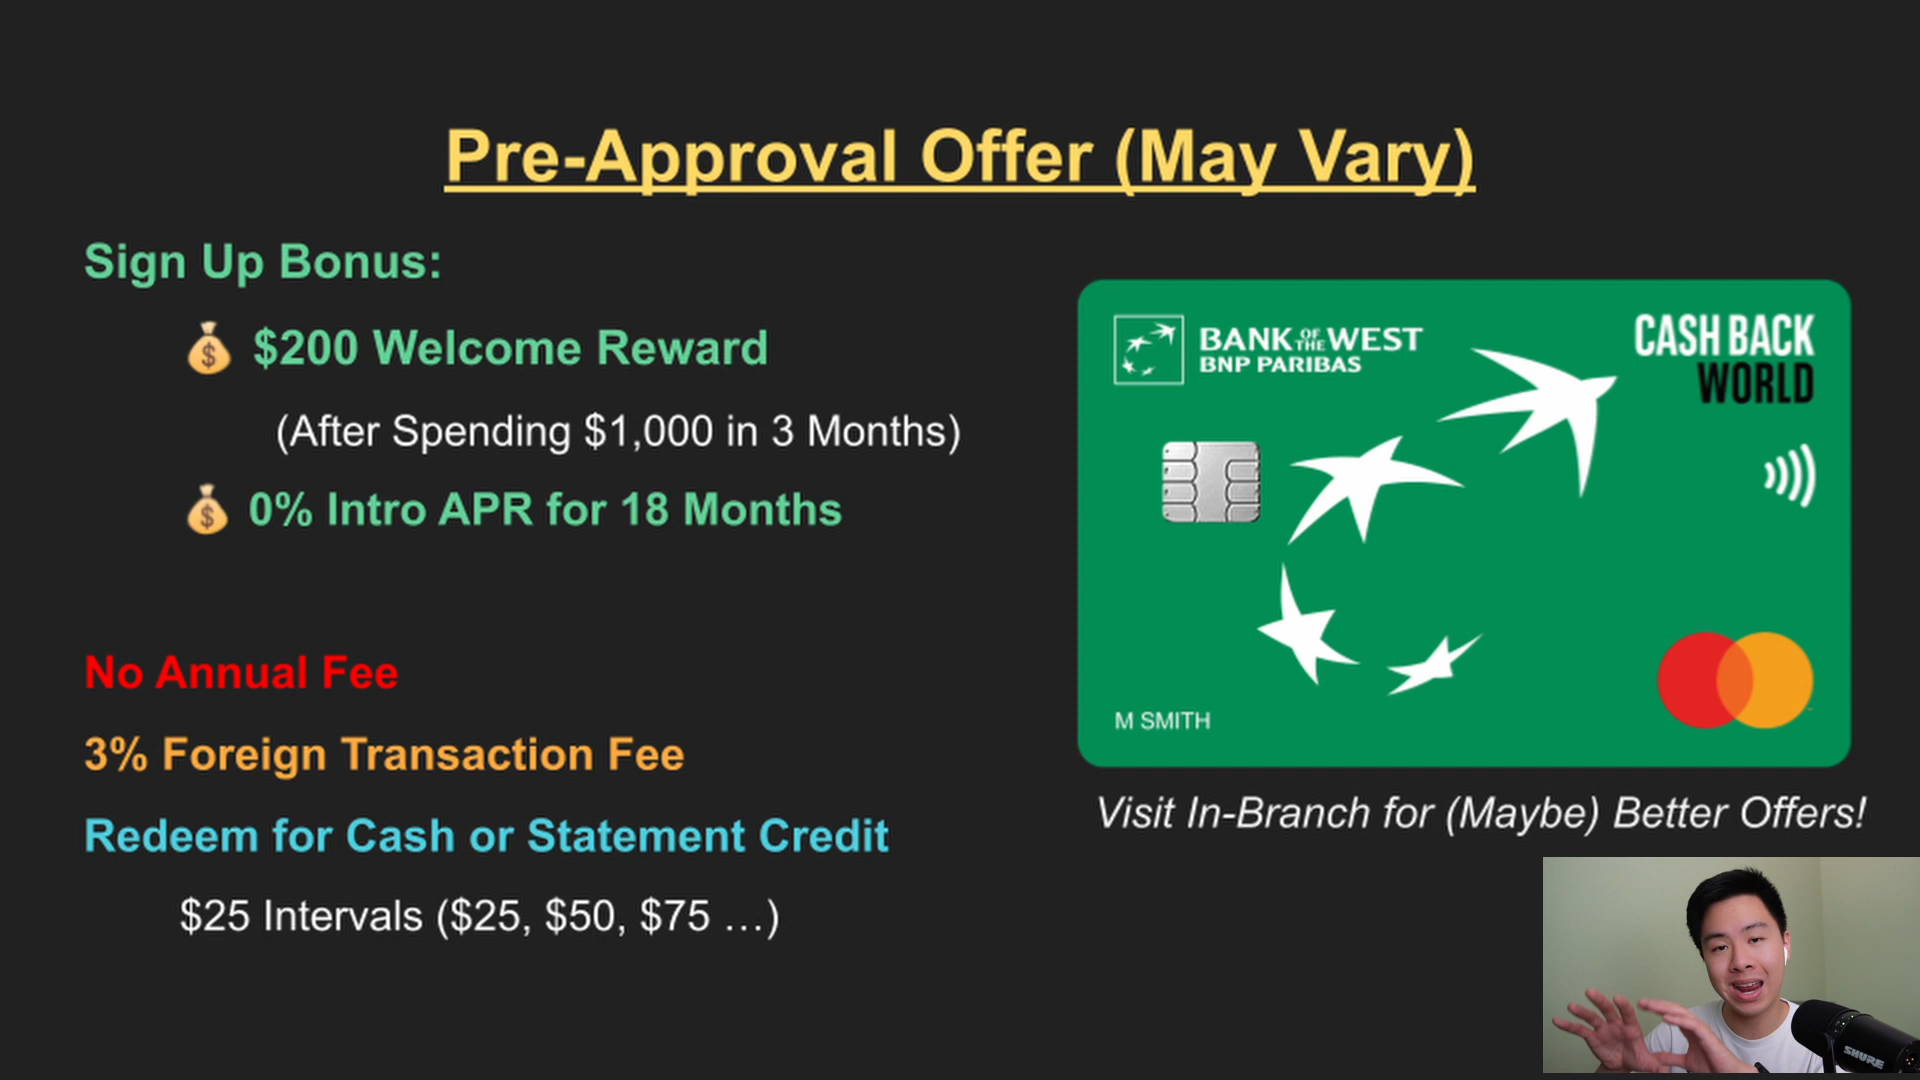 Pre-Approval Offer (May Vary)
Sign Up Bonus:
$200 Welcome Reward
(After Spending $1,000 in 3 Months)
0% Intro APR for 18 Months
No Annual Fee
3% Foreign Transaction Fee
Redeem for Cash or Statement Credit
$25 Intervals ($25, $50, $75 …)
BANK OF THE WEST
BNP PARIBAS
CASH BACK
WORLD
M SMITH
Visit In-Branch for (Maybe) Better Offers!
SHURE